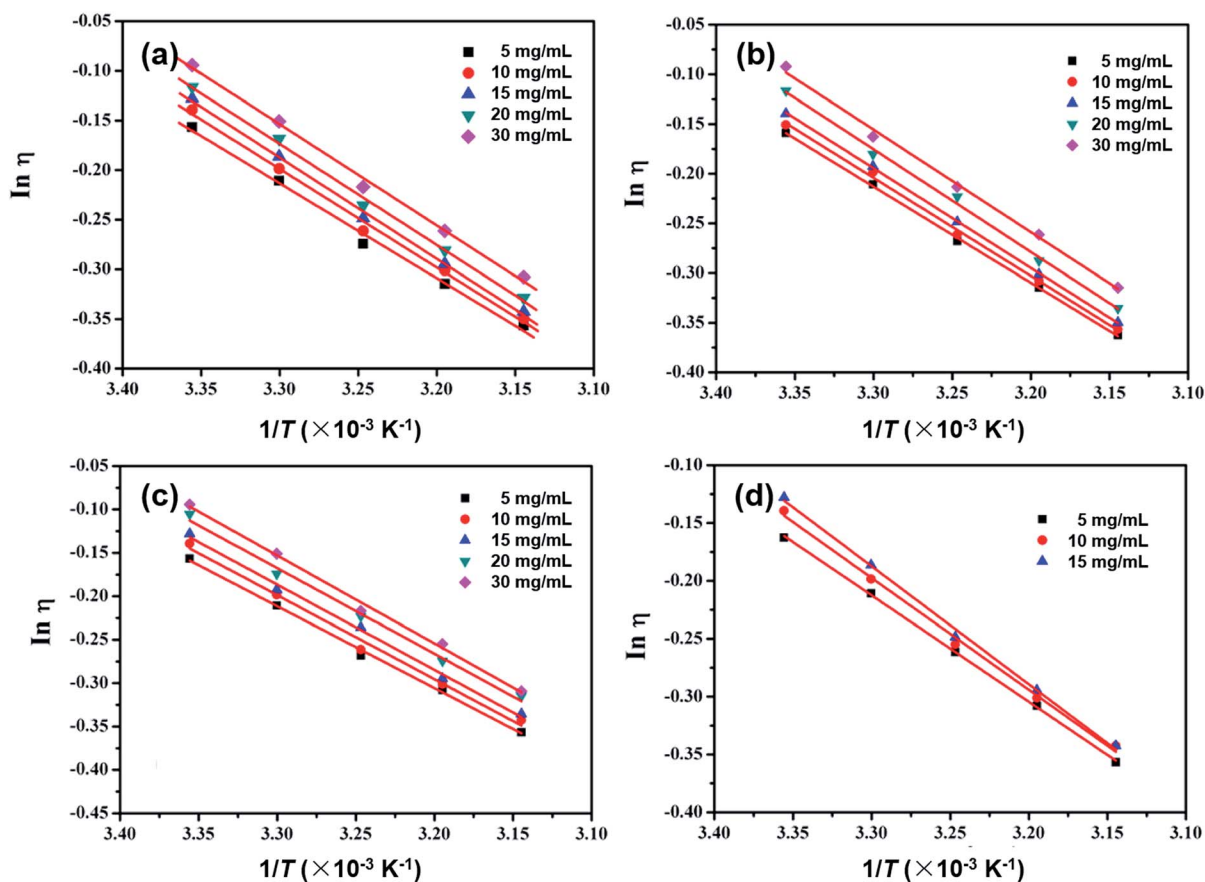 (a)
5 mg/mL
10 mg/mL
15 mg/mL
20 mg/mL
30 mg/mL
-0.05
-0.10
-0.15
-0.20
-0.25
-0.30
-0.35
-0.40
In η
3.40 3.35 3.30 3.25 3.20 3.15 3.10
1/T (×10-3 K-1)
(b)
5 mg/mL
10 mg/mL
15 mg/mL
20 mg/mL
30 mg/mL
-0.05
-0.10
-0.15
-0.20
-0.25
-0.30
-0.35
-0.40
In η
3.40 3.35 3.30 3.25 3.20 3.15 3.10
1/T (×10-3 K-1)
(c)
5 mg/mL
10 mg/mL
15 mg/mL
20 mg/mL
30 mg/mL
-0.05
-0.10
-0.15
-0.20
-0.25
-0.30
-0.35
-0.40
-0.45
In η
3.40 3.35 3.30 3.25 3.20 3.15 3.10
1/T (×10-3 K-1)
(d)
5 mg/mL
10 mg/mL
15 mg/mL
-0.10
-0.15
-0.20
-0.25
-0.30
-0.35
-0.40
In η
3.40 3.35 3.30 3.25 3.20 3.15 3.10
1/T (×10-3 K-1)